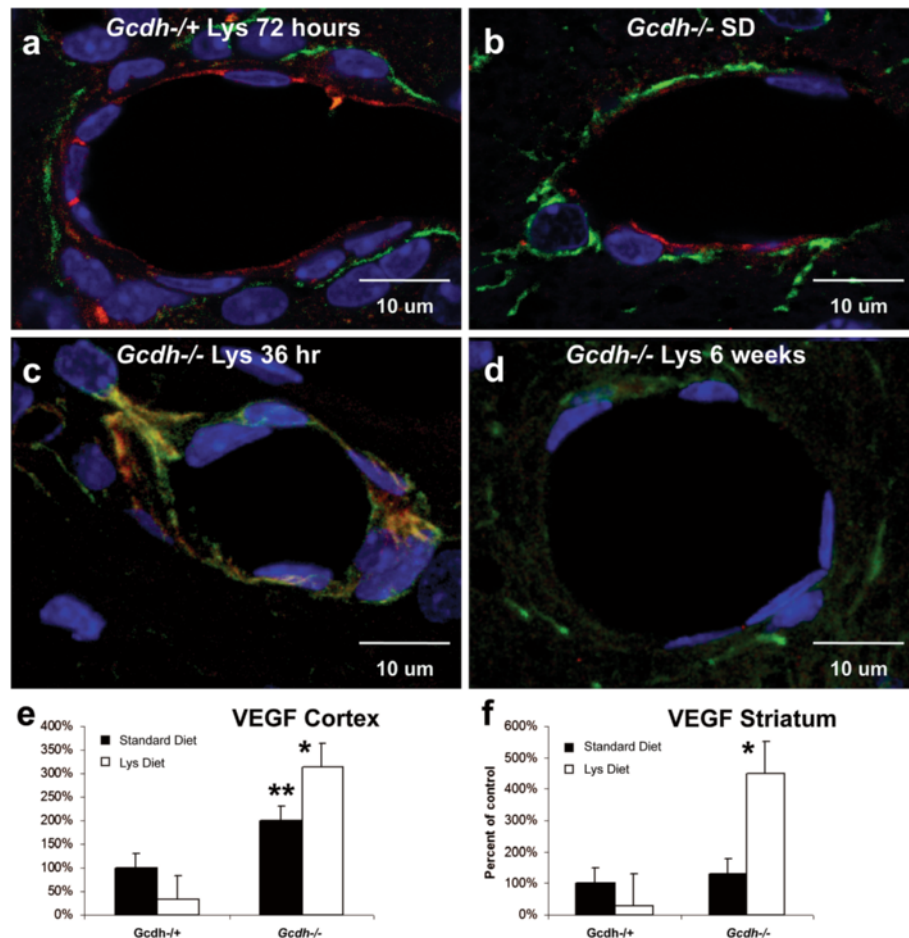 a
Gcdh-/+ Lys 72 hours
10 um
b
Gcdh-/- SD
10 um
c
Gcdh-/- Lys 36 hr
10 um
d
Gcdh-/- Lys 6 weeks
10 um
e
VEGF Cortex
400%
350%
300%
250%
200%
150%
100%
50%
0%
Standard Diet
Lys Diet
**
*
Gcdh-/+
Gcdh-/-
f
VEGF Striatum
Percent of control
600%
500%
400%
300%
200%
100%
0%
Standard Diet
Lys Diet
*
Gcdh-/+
Gcdh-/-